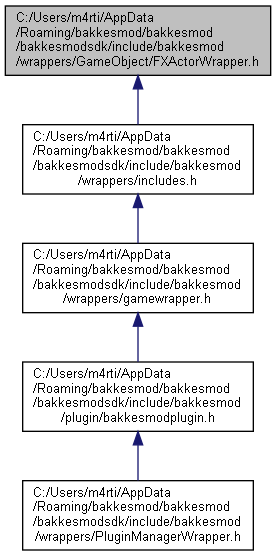 C:/Users/m4rti/AppData
/Roaming/bakkesmod/bakkesmod
/bakkesmodsdk/include/bakkesmod
/wrappers/GameObject/FXActorWrapper.h
C:/Users/m4rti/AppData
/Roaming/bakkesmod/bakkesmod
/bakkesmodsdk/include/bakkesmod
/wrappers/includes.h
C:/Users/m4rti/AppData
/Roaming/bakkesmod/bakkesmod
/bakkesmodsdk/include/bakkesmod
/wrappers/gamewrapper.h
C:/Users/m4rti/AppData
/Roaming/bakkesmod/bakkesmod
/bakkesmodsdk/include/bakkesmod
/plugin/bakkesmodplugin.h
C:/Users/m4rti/AppData
/Roaming/bakkesmod/bakkesmod
/bakkesmodsdk/include/bakkesmod
/wrappers/PluginManagerWrapper.h